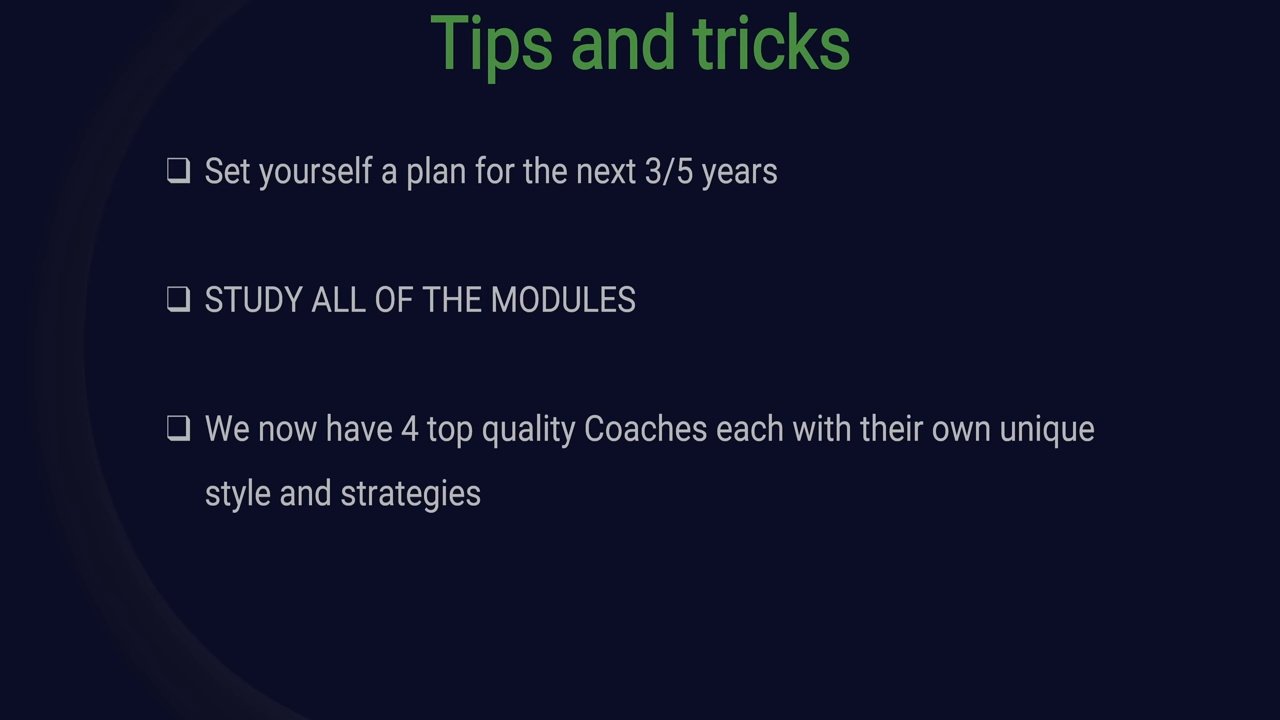 Tips and tricks
❑ Set yourself a plan for the next 3/5 years
❑ STUDY ALL OF THE MODULES
❑ We now have 4 top quality Coaches each with their own unique
style and strategies